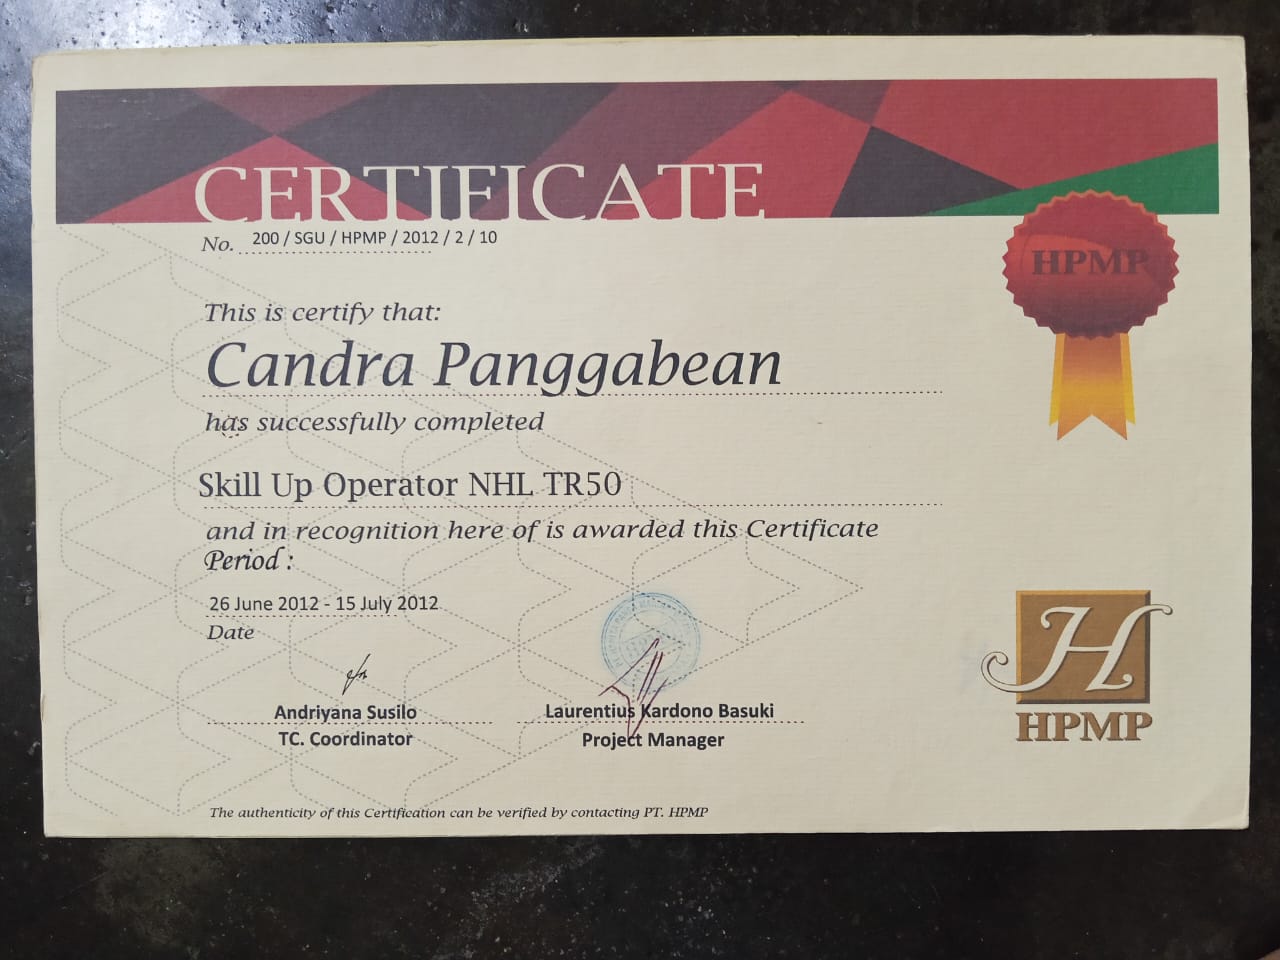 CERTIFICATE
No. 200 / SGU / HPMP / 2012 / 2 / 10
HPMP
This is certify that:
Candra Panggabean
has successfully completed
Skill Up Operator NHL TR50
and in recognition here of is awarded this Certificate
Period :
26 June 2012 - 15 July 2012
Date
Andriyana Susilo
TC. Coordinator
Laurentius Kardono Basuki
Project Manager
H
HPMP
The authenticity of this Certification can be verified by contacting PT. HPMP